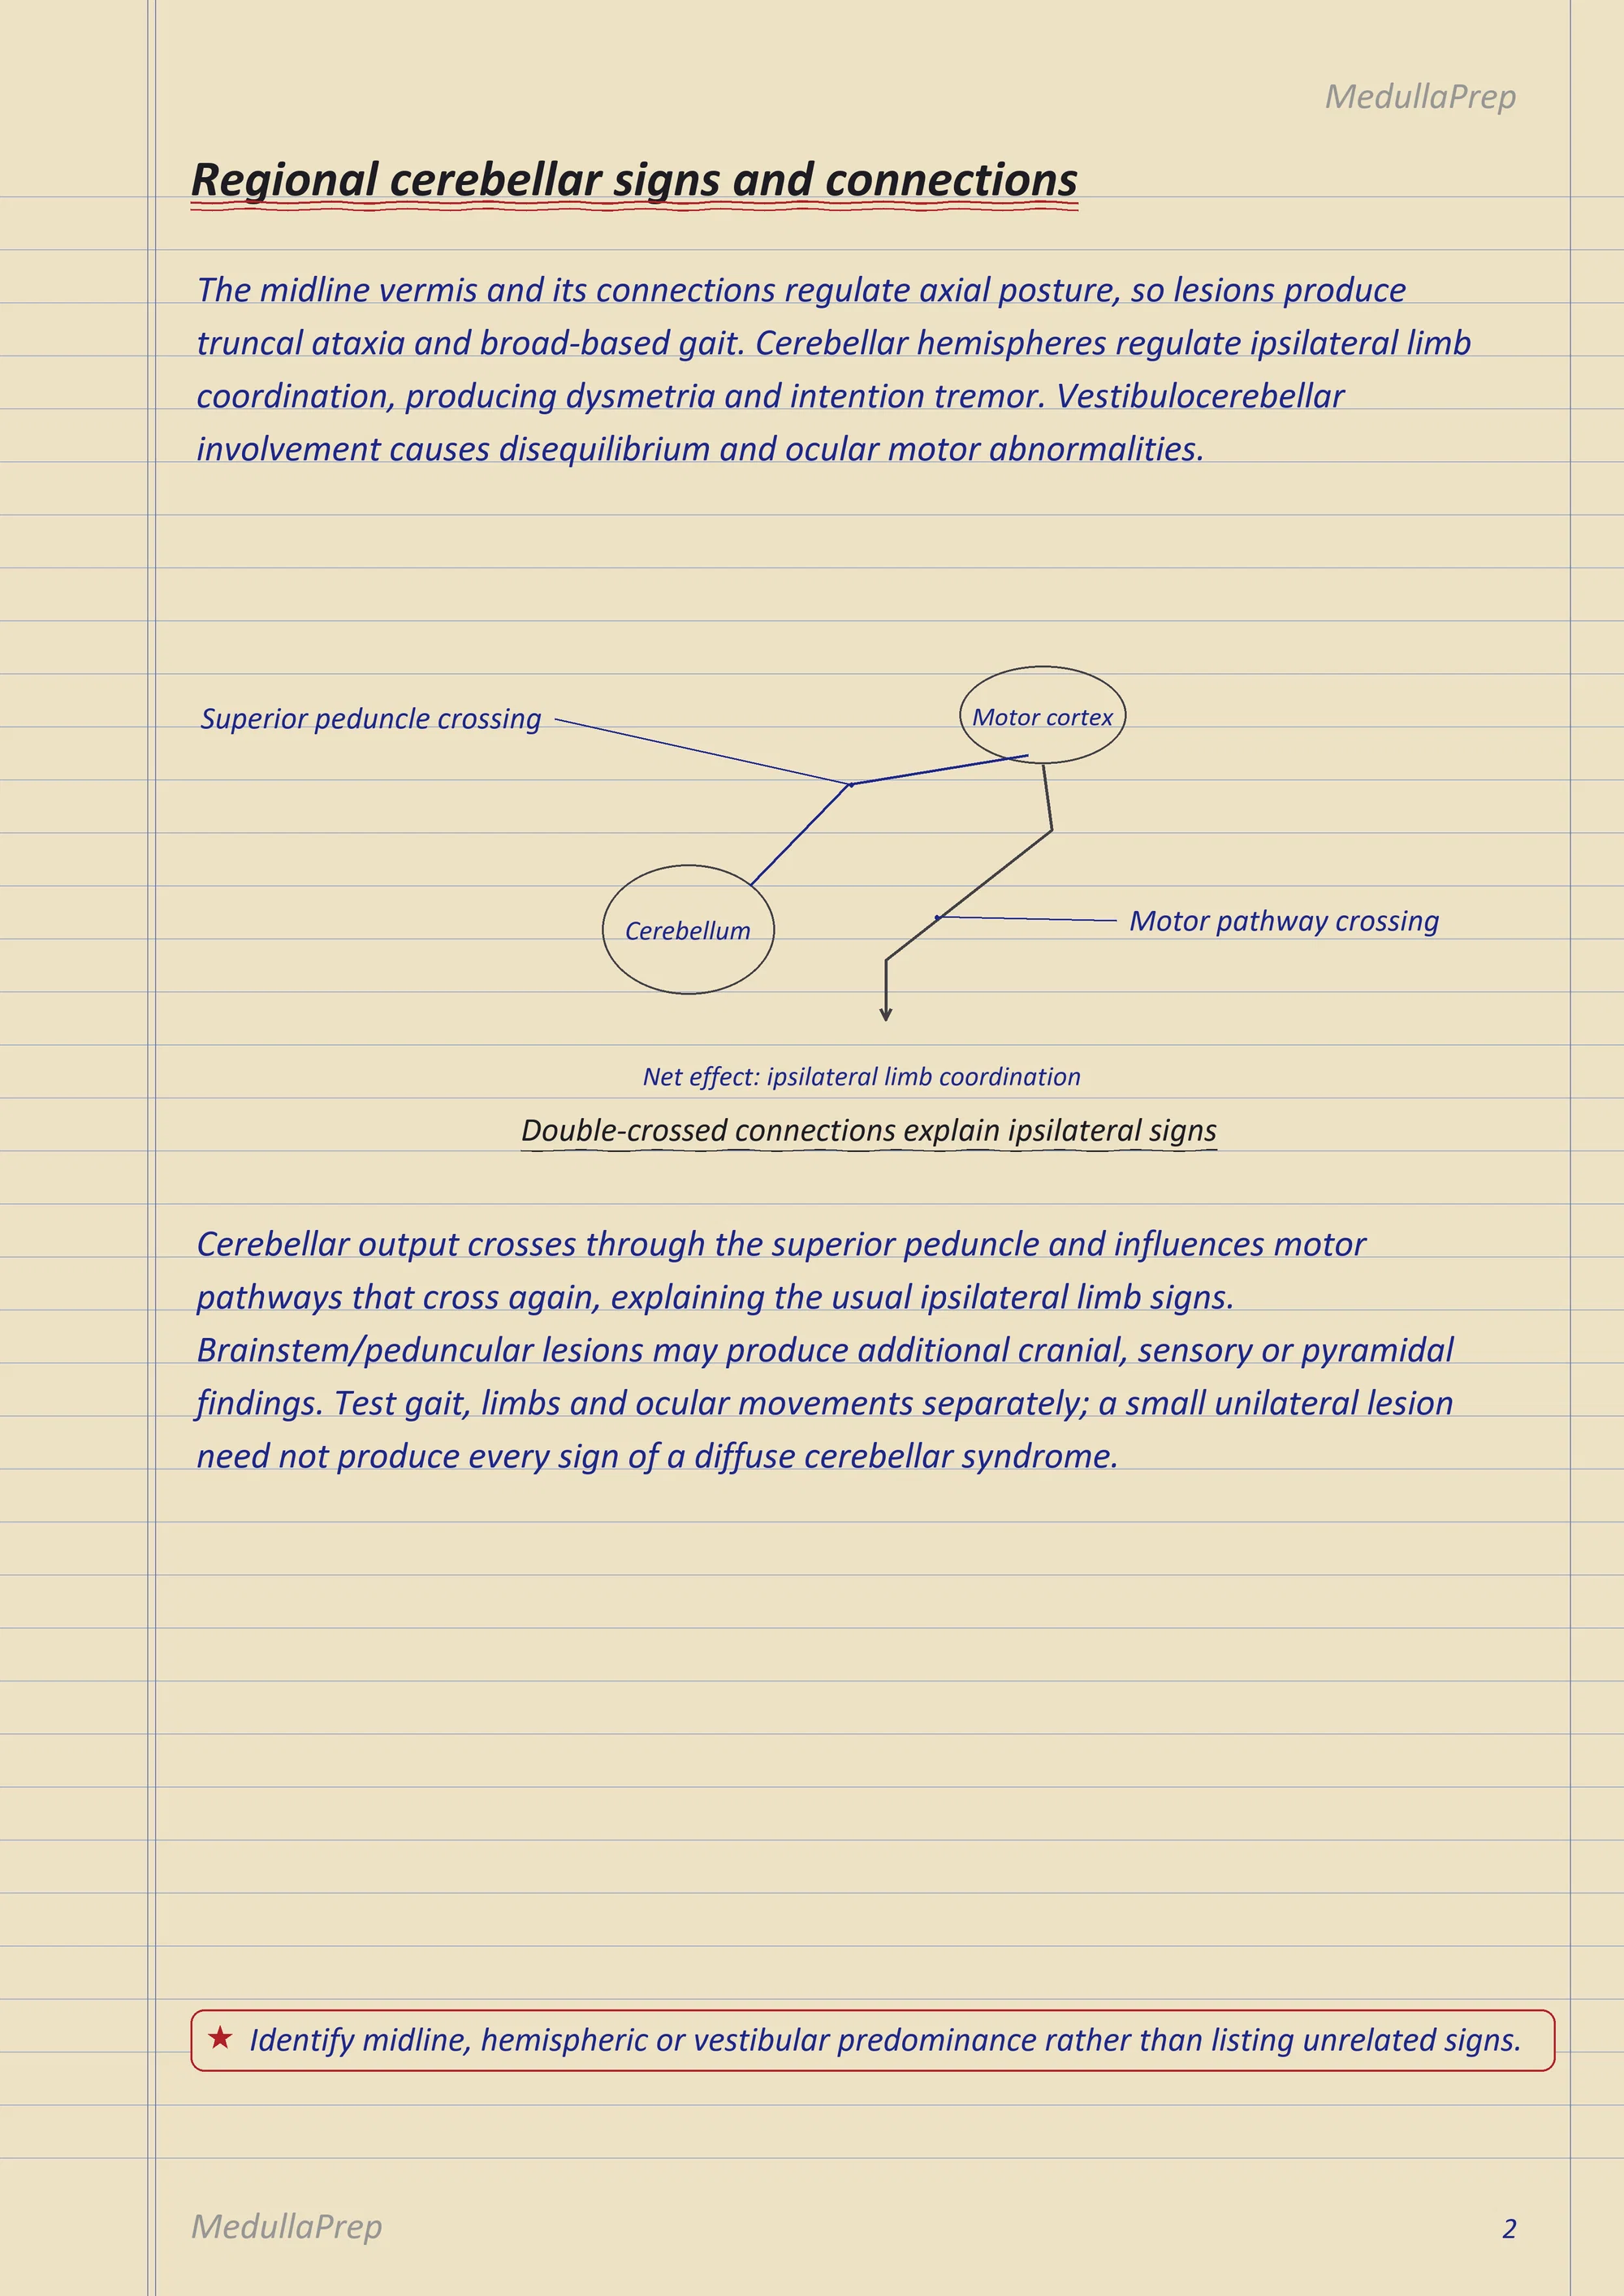 MedullaPrep
Regional cerebellar signs and connections
The midline vermis and its connections regulate axial posture, so lesions produce
truncal ataxia and broad-based gait. Cerebellar hemispheres regulate ipsilateral limb
coordination, producing dysmetria and intention tremor. Vestibulocerebellar
involvement causes disequilibrium and ocular motor abnormalities.
Motor cortex
Superior peduncle crossing
Cerebellum
Motor pathway crossing
Net effect: ipsilateral limb coordination
Double-crossed connections explain ipsilateral signs
Cerebellar output crosses through the superior peduncle and influences motor
pathways that cross again, explaining the usual ipsilateral limb signs.
Brainstem/peduncular lesions may produce additional cranial, sensory or pyramidal
findings. Test gait, limbs and ocular movements separately; a small unilateral lesion
need not produce every sign of a diffuse cerebellar syndrome.
★ Identify midline, hemispheric or vestibular predominance rather than listing unrelated signs.
MedullaPrep
2